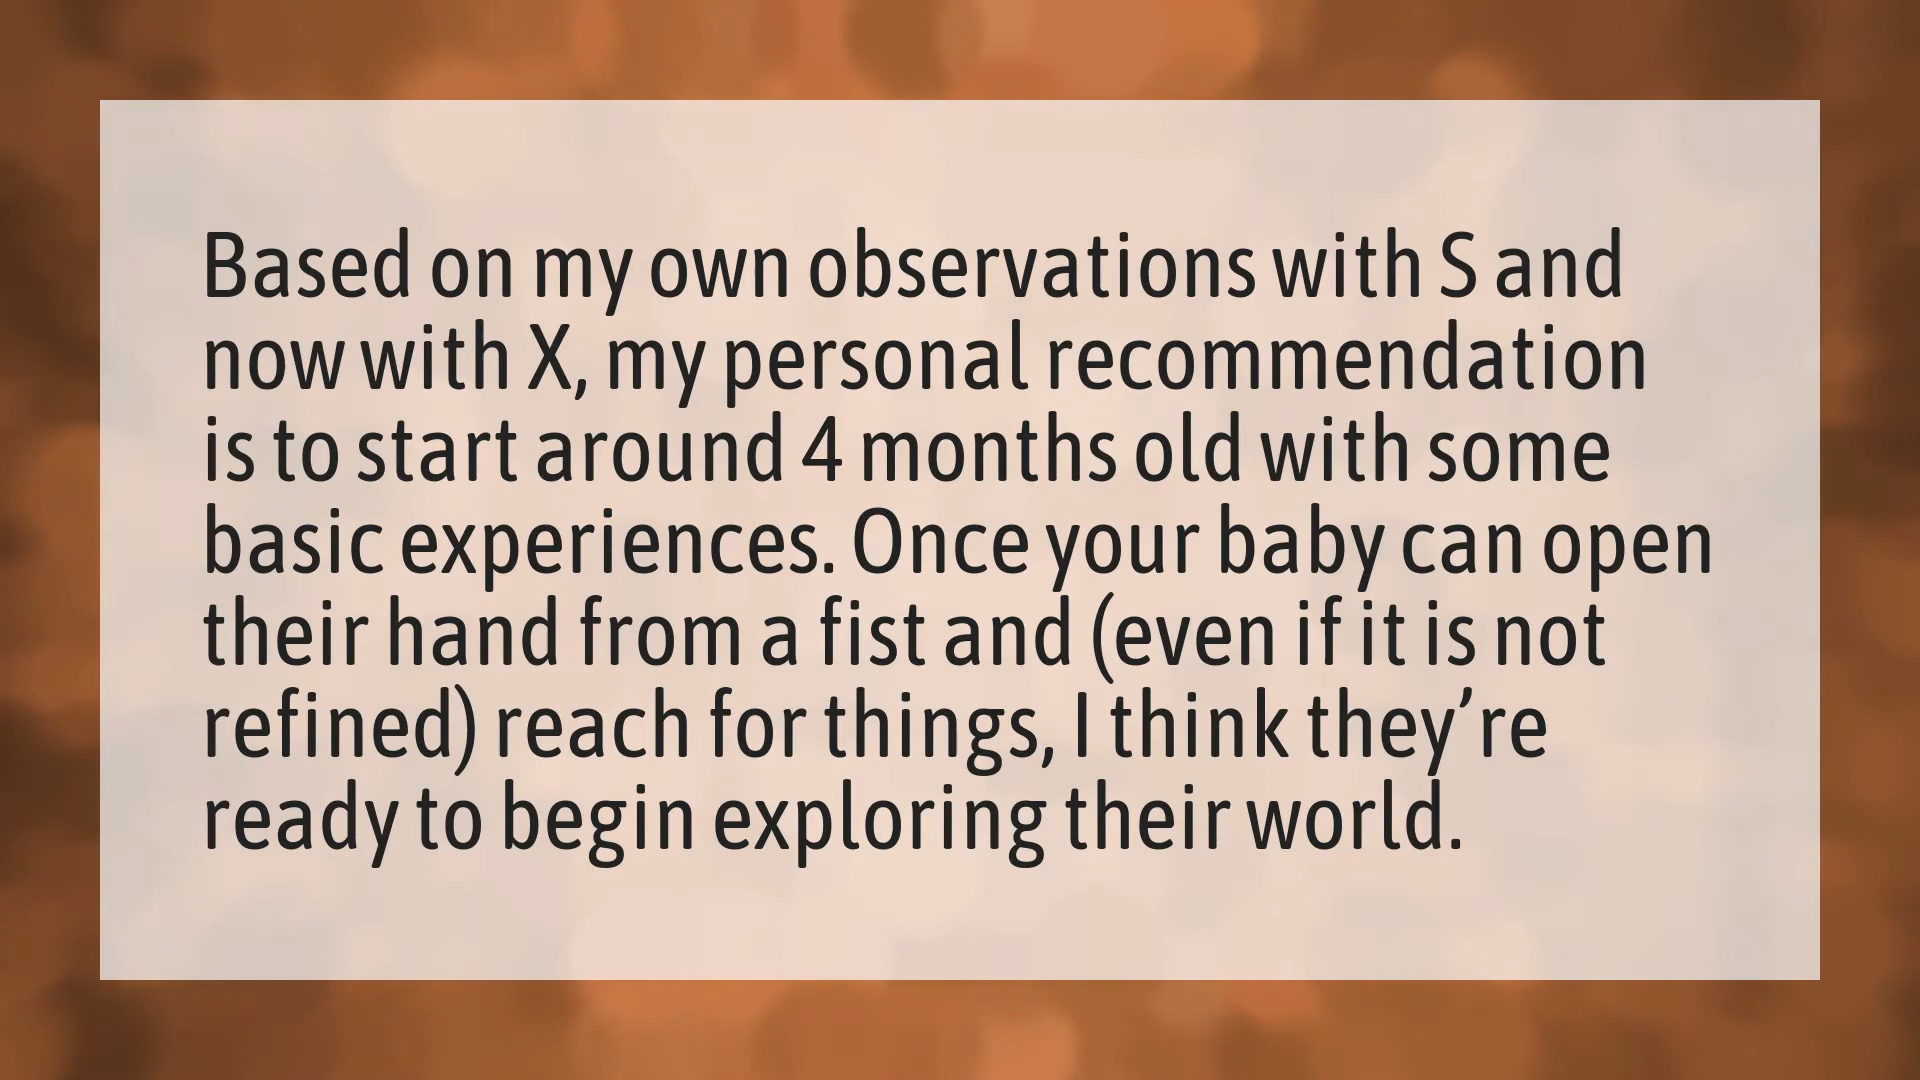 Based on my own observations with S and
now with X, my personal recommendation
is to start around 4 months old with some
basic experiences. Once your baby can open
their hand from a fist and (even if it is not
refined) reach for things, I think they’re
ready to begin exploring their world.